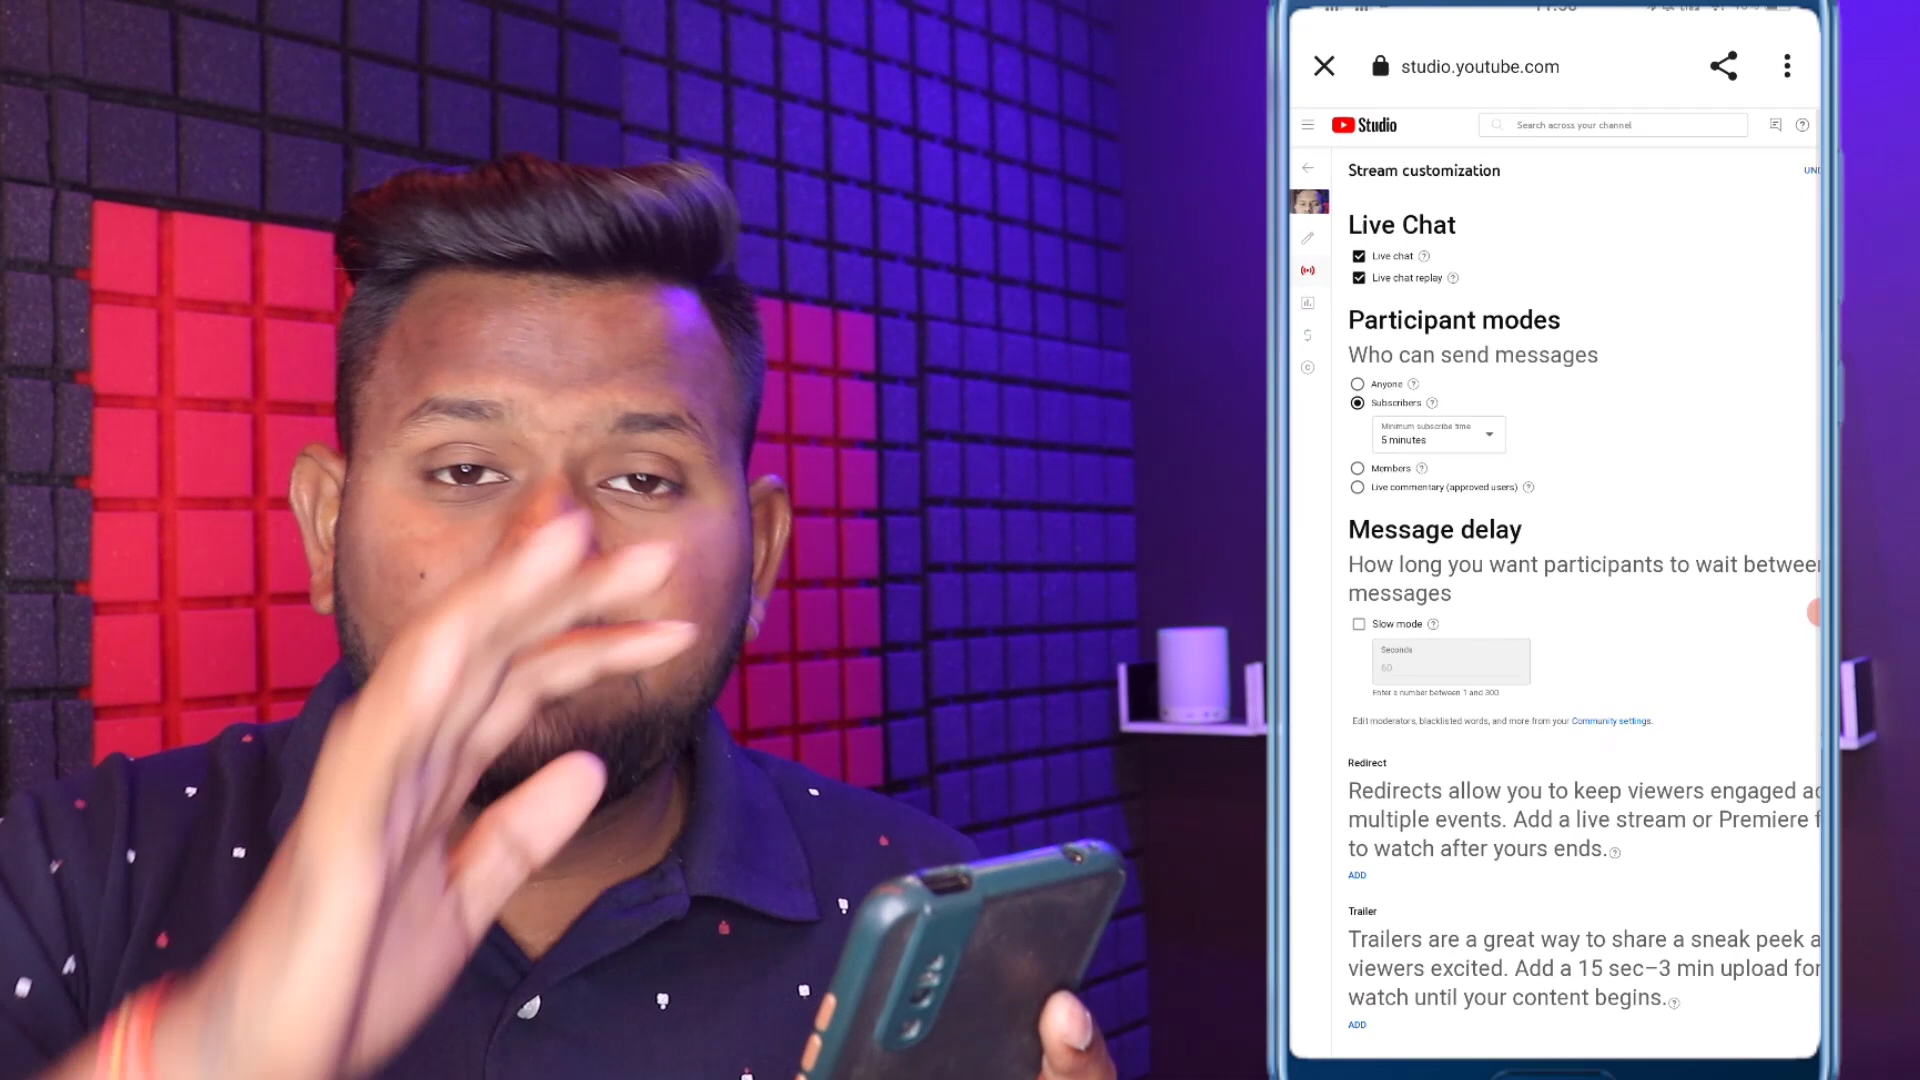 studio.youtube.com
Studio
Search across your channel
Stream customization
UND
Live Chat
Live chat
Live chat replay
Participant modes
Who can send messages
Anyone
Subscribers
Minimum subscribe time
5 minutes
Members
Live commentary (approved users)
Message delay
How long you want participants to wait between
messages
Slow mode
Seconds
60
Enter a number between 1 and 300
Edit moderators, blacklisted words, and more from your Community settings.
Redirect
Redirects allow you to keep viewers engaged ac
multiple events. Add a live stream or Premiere f
to watch after yours ends.
ADD
Trailer
Trailers are a great way to share a sneak peek a
viewers excited. Add a 15 sec–3 min upload for
watch until your content begins.
ADD